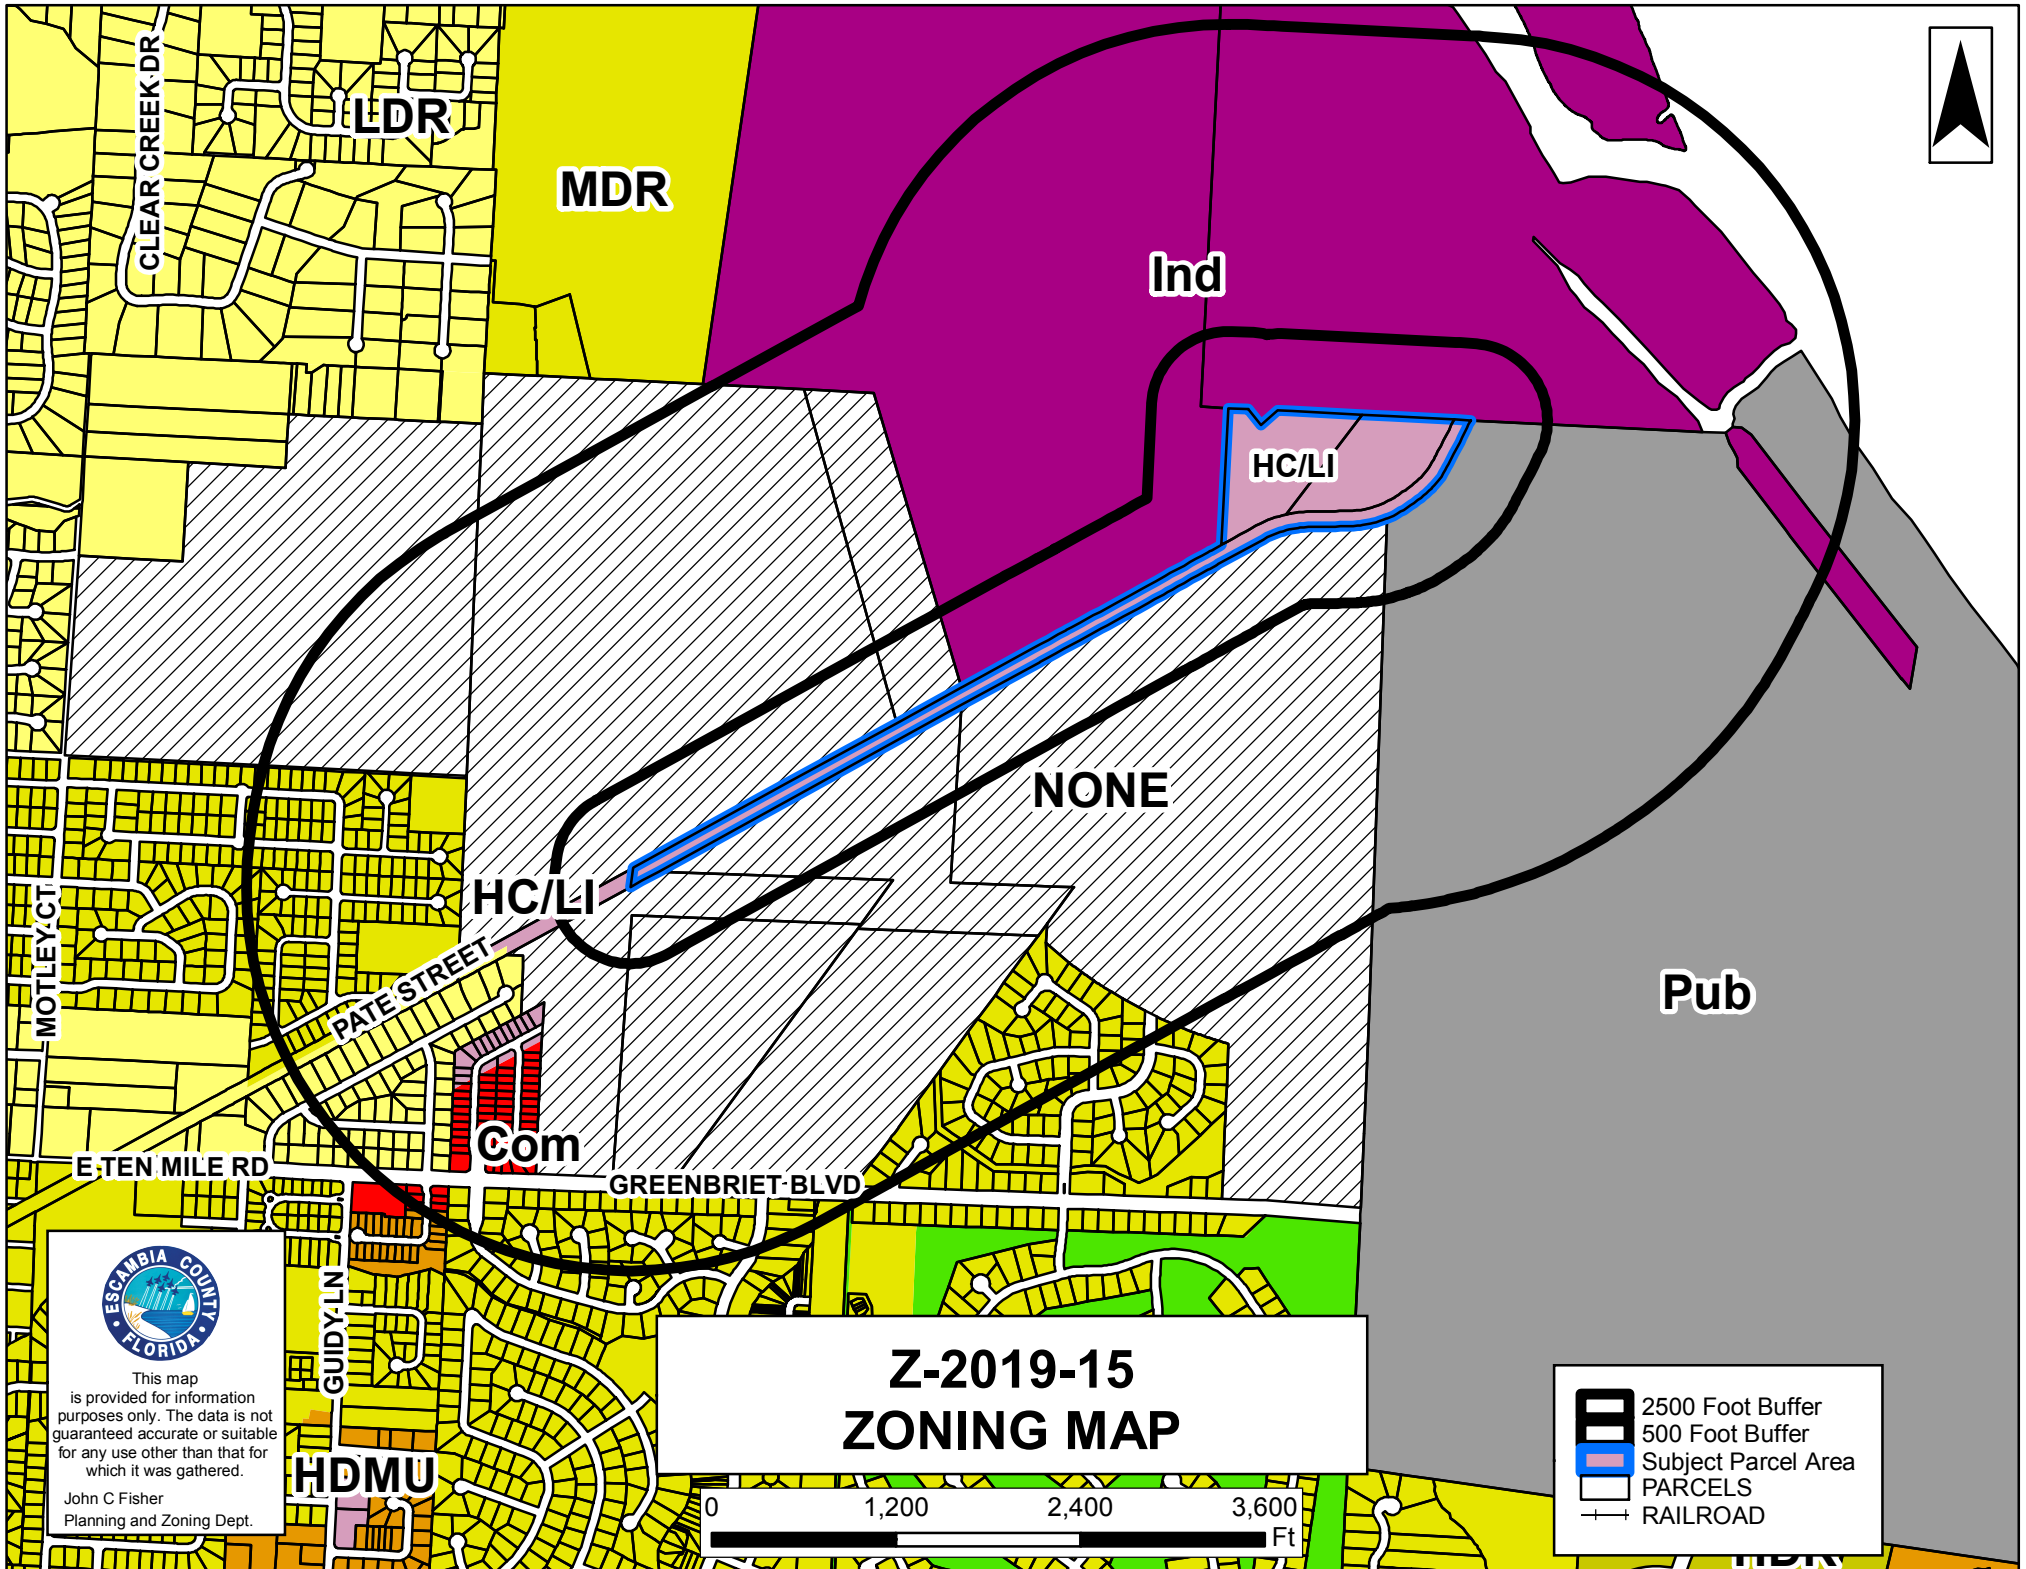 CLEAR CREEK DR
LDR
MDR
Ind
HC/LI
NONE
HC/LI
MOTLEY CT
PATE STREET
Pub
Com
E TEN MILE RD
GREENBRIET BLVD
GUIDY LN
HDMU
HDR
ESCAMBIA COUNTY
FLORIDA
This map
is provided for information
purposes only. The data is not
guaranteed accurate or suitable
for any use other than that for
which it was gathered.
John C Fisher
Planning and Zoning Dept.
Z-2019-15
ZONING MAP
0 1,200 2,400 3,600
Ft
2500 Foot Buffer
500 Foot Buffer
Subject Parcel Area
PARCELS
RAILROAD